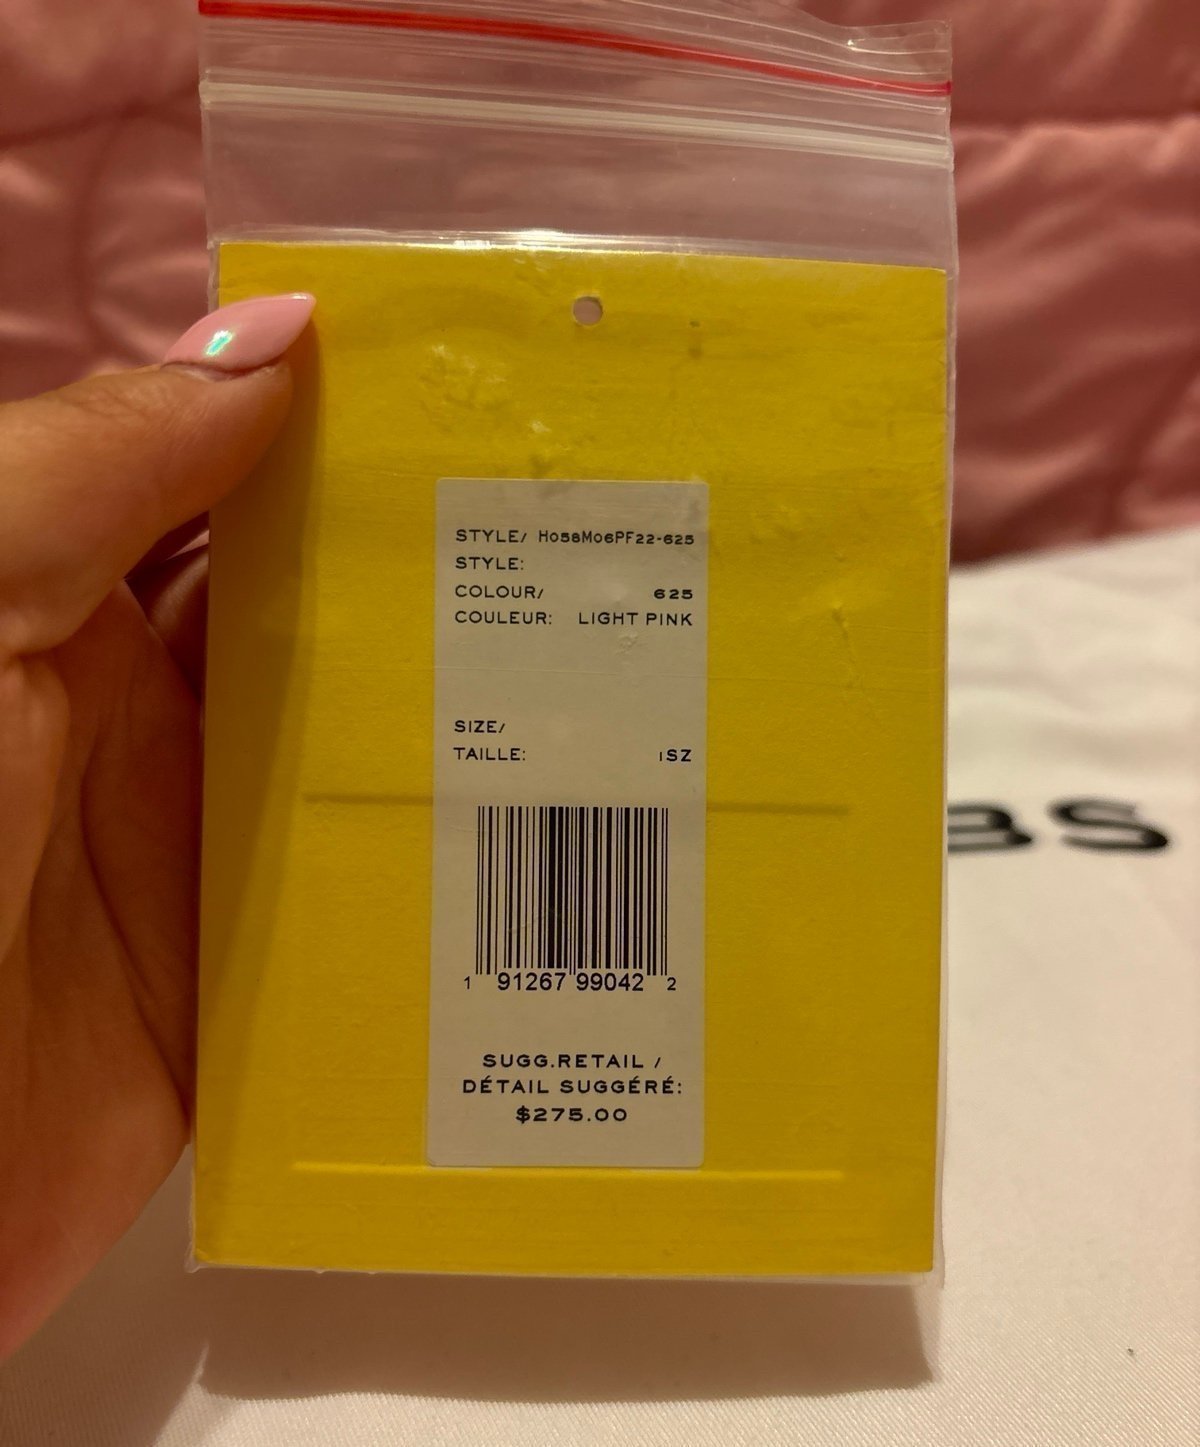 STYLE/ H058M06PF22-625
STYLE:
COLOUR/ 625
COULEUR: LIGHT PINK
SIZE/
TAILLE: 1SZ
1 91267 99042 2
SUGG.RETAIL /
DÉTAIL SUGGÉRÉ:
$275.00
BS